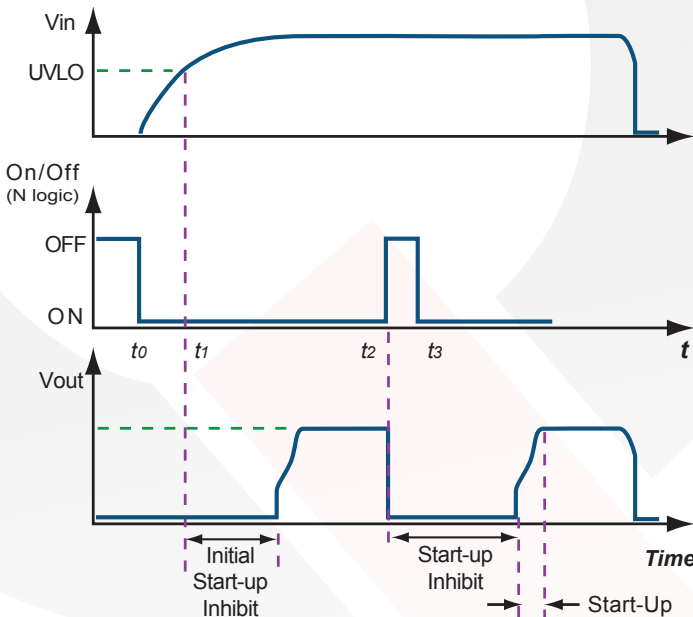 Vin
UVLO
On/Off
(N logic)
OFF
ON
t0 t1 t2 t3 t
Vout
Initial
Start-up
Inhibit
Start-up
Inhibit
Time
Start-Up